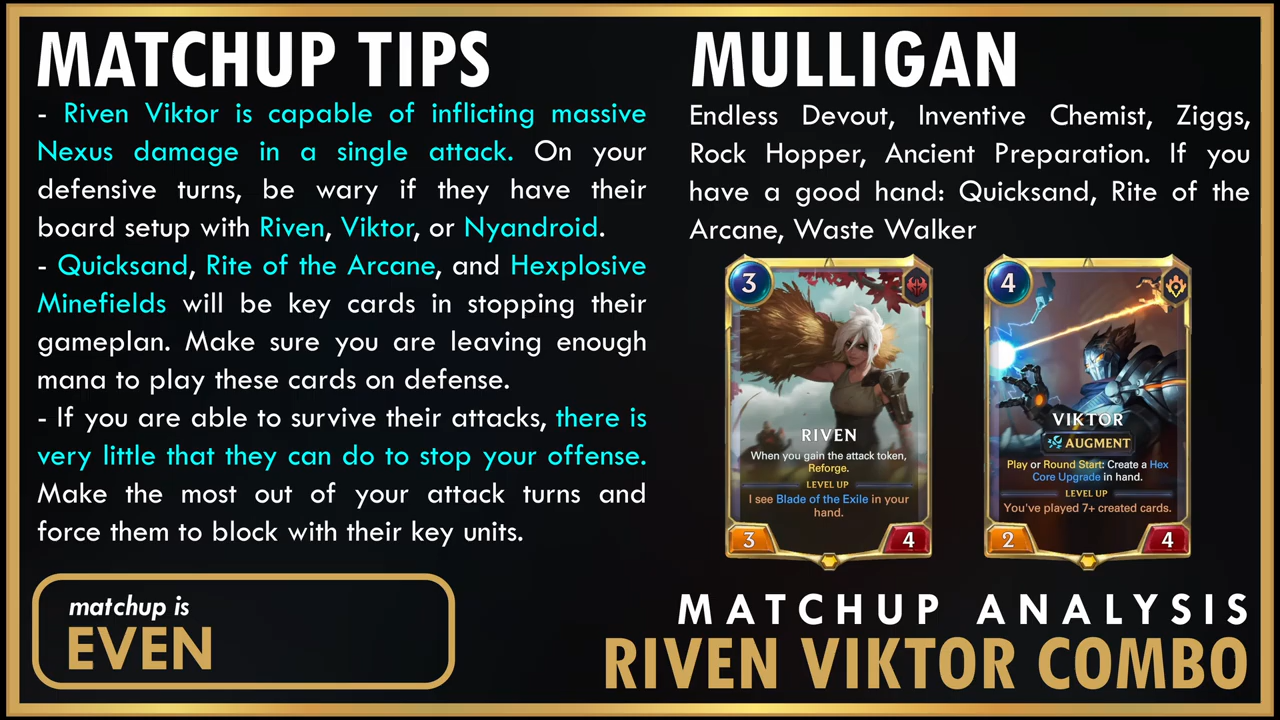 MATCHUP TIPS
- Riven Viktor is capable of inflicting massive
Nexus damage in a single attack. On your
defensive turns, be wary if they have their
board setup with Riven, Viktor, or Nyandroid.
- Quicksand, Rite of the Arcane, and Hexplosive
Minefields will be key cards in stopping their
gameplan. Make sure you are leaving enough
mana to play these cards on defense.
- If you are able to survive their attacks, there is
very little that they can do to stop your offense.
Make the most out of your attack turns and
force them to block with their key units.
matchup is
EVEN
MULLIGAN
Endless Devout, Inventive Chemist, Ziggs,
Rock Hopper, Ancient Preparation. If you
have a good hand: Quicksand, Rite of the
Arcane, Waste Walker
3
RIVEN
When you gain the attack token,
Reforge.
LEVEL UP
I see Blade of the Exile in your
hand.
3
4
4
VIKTOR
AUGMENT
Play or Round Start: Create a Hex
Core Upgrade in hand.
LEVEL UP
You've played 7+ created cards.
2
4
MATCHUP ANALYSIS
RIVEN VIKTOR COMBO